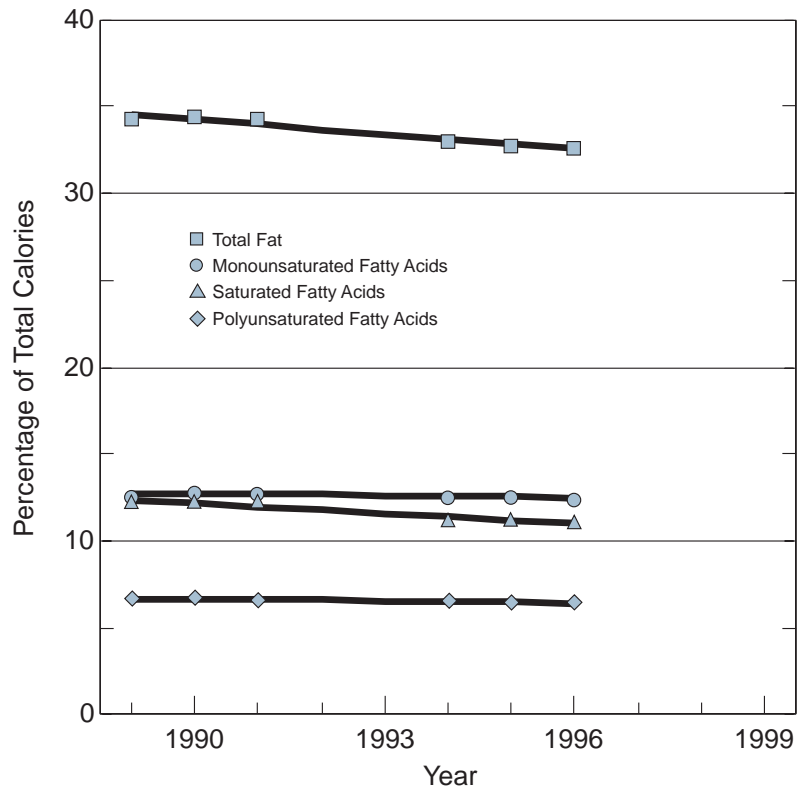 40
30
20
10
0
Percentage of Total Calories
Total Fat
Monounsaturated Fatty Acids
Saturated Fatty Acids
Polyunsaturated Fatty Acids
1990 1993 1996 1999
Year